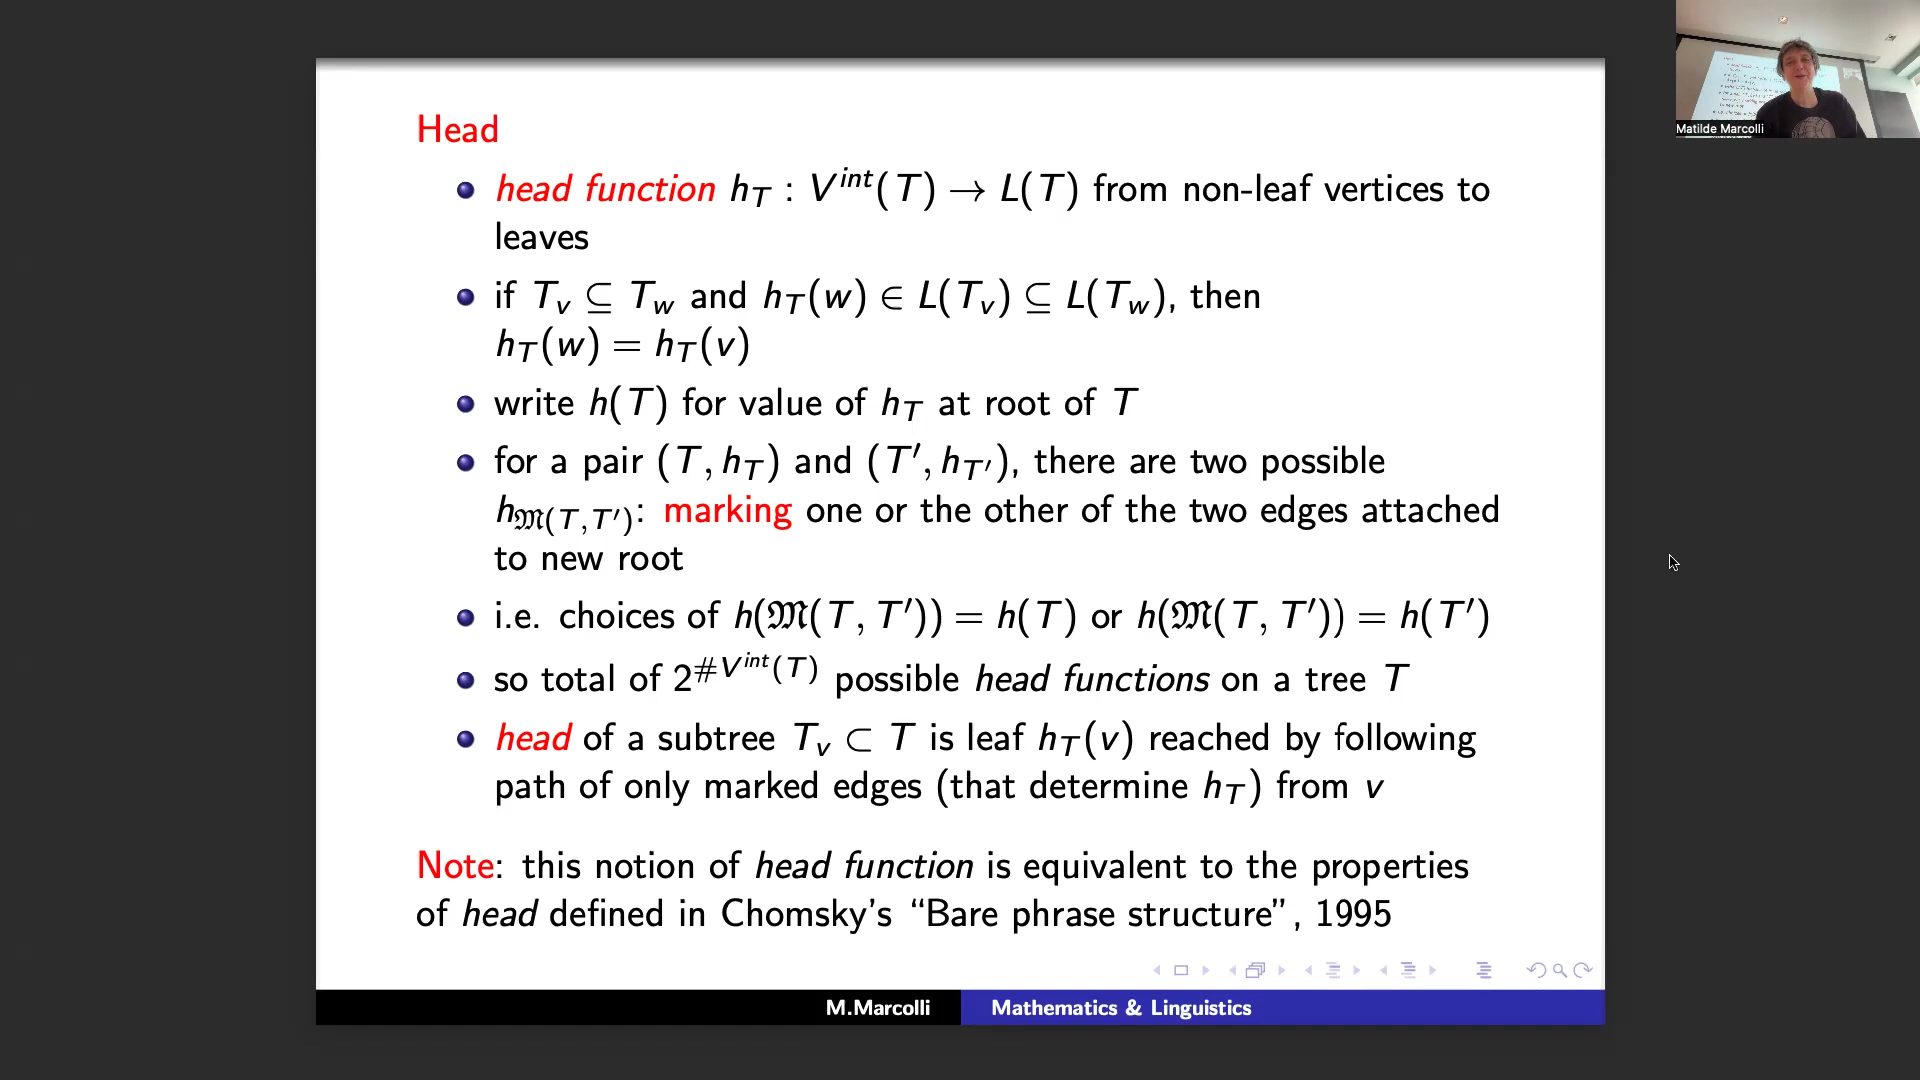 Head
head function h_T : V^int(T) → L(T) from non-leaf vertices to
leaves
if T_v ⊆ T_w and h_T(w) ∈ L(T_v) ⊆ L(T_w), then
h_T(w) = h_T(v)
write h(T) for value of h_T at root of T
for a pair (T, h_T) and (T′, h_T′), there are two possible
h_𝔐(T,T′): marking one or the other of the two edges attached
to new root
i.e. choices of h(𝔐(T, T′)) = h(T) or h(𝔐(T, T′)) = h(T′)
so total of 2^#V^int(T) possible head functions on a tree T
head of a subtree T_v ⊂ T is leaf h_T(v) reached by following
path of only marked edges (that determine h_T) from v
Note: this notion of head function is equivalent to the properties
of head defined in Chomsky's “Bare phrase structure”, 1995
M.Marcolli
Mathematics & Linguistics
Matilde Marcolli